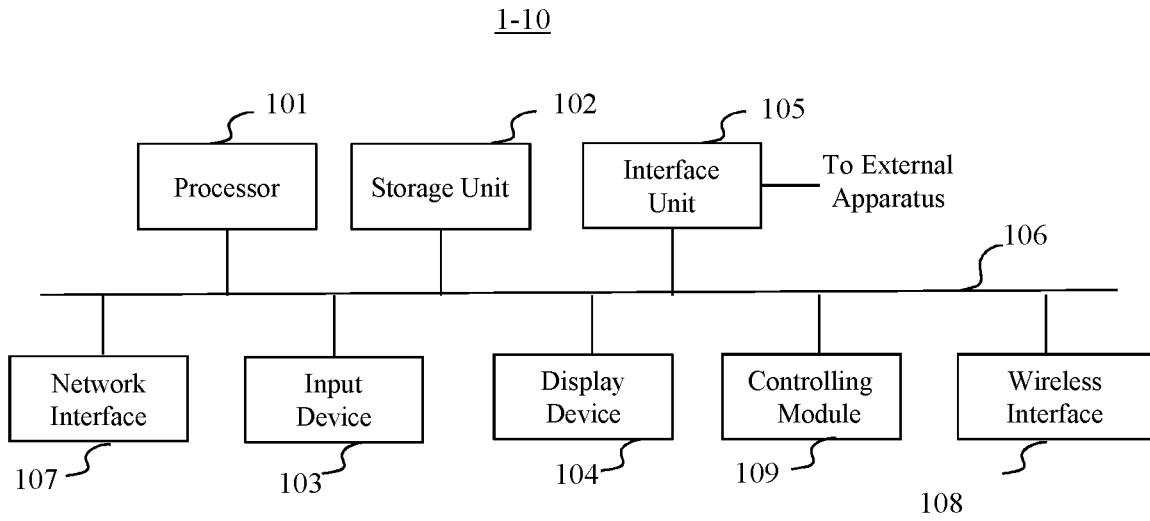 1-10
101
102
105
Processor
Storage Unit
Interface
Unit
To External
Apparatus
106
Network
Interface
Input
Device
Display
Device
Controlling
Module
Wireless
Interface
107
103
104
109
108